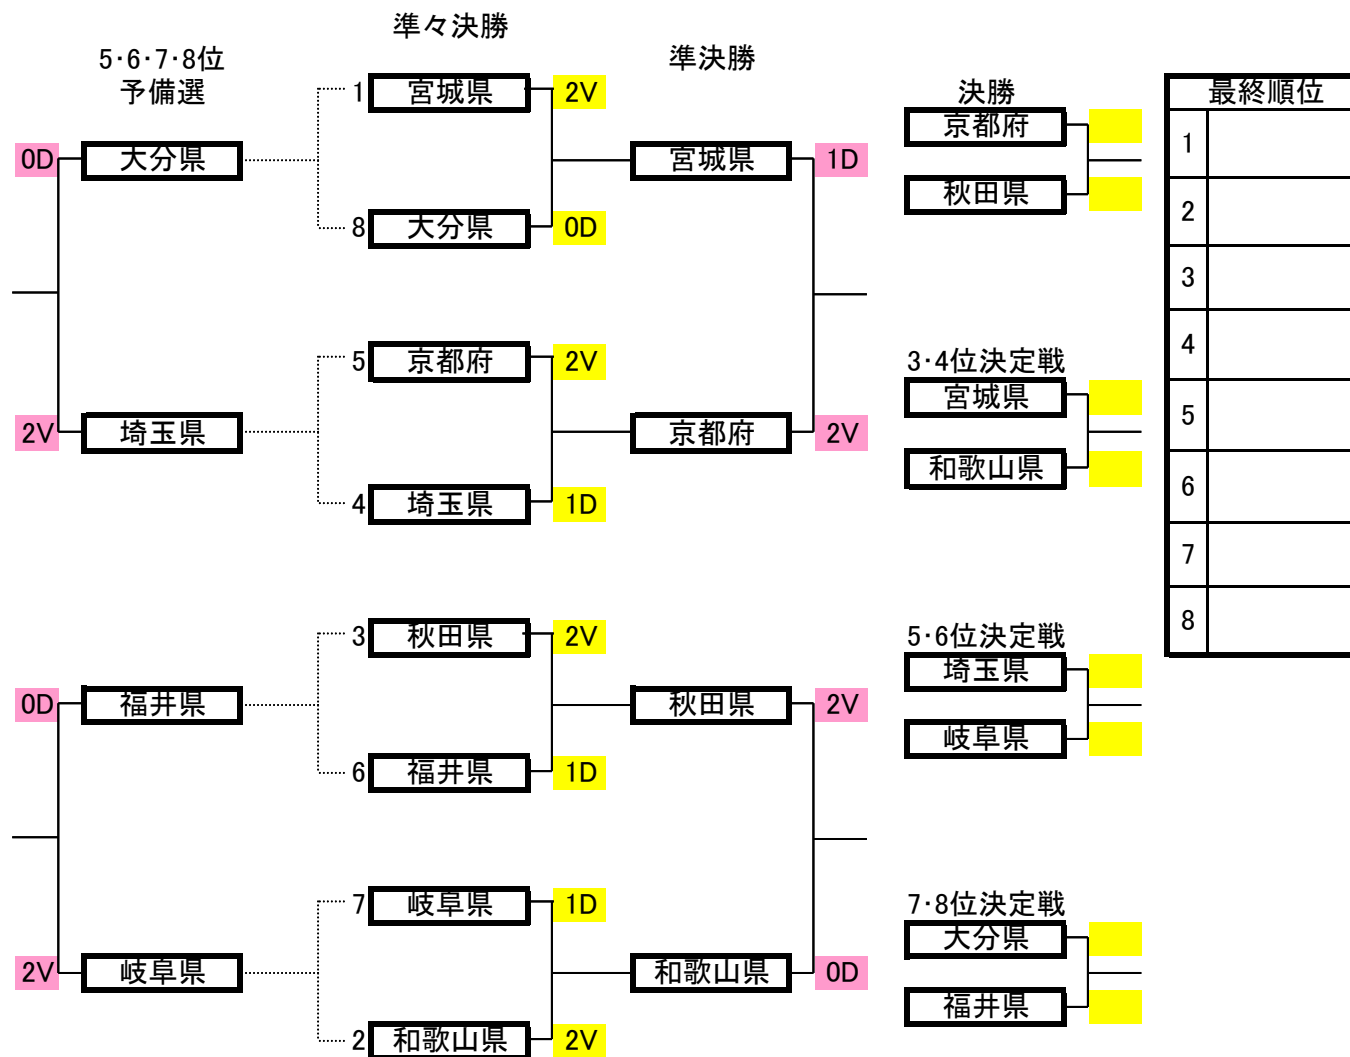 準々決勝
5・6・7・8位
予備選
準決勝
1 宮城県 2V
決勝
最終順位
京都府
1
0D 大分県
宮城県 1D
秋田県
2
8 大分県 0D
3
5 京都府 2V
3・4位決定戦
4
宮城県
2V 埼玉県
京都府 2V
5
和歌山県
4 埼玉県 1D
6
7
3 秋田県 2V
5・6位決定戦
8
埼玉県
0D 福井県
秋田県 2V
岐阜県
6 福井県 1D
7 岐阜県 1D
7・8位決定戦
大分県
2V 岐阜県
和歌山県 0D
福井県
2 和歌山県 2V